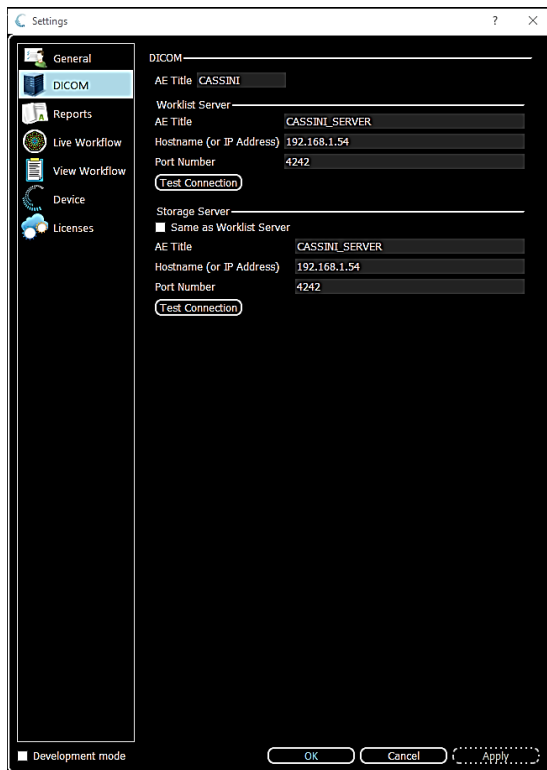 Settings
?
General
DICOM
Reports
Live Workflow
View Workflow
Device
Licenses
DICOM
AE Title CASSINI
Worklist Server
AE Title CASSINI_SERVER
Hostname (or IP Address) 192.168.1.54
Port Number 4242
Test Connection
Storage Server
Same as Worklist Server
AE Title CASSINI_SERVER
Hostname (or IP Address) 192.168.1.54
Port Number 4242
Test Connection
Development mode
OK Cancel Apply